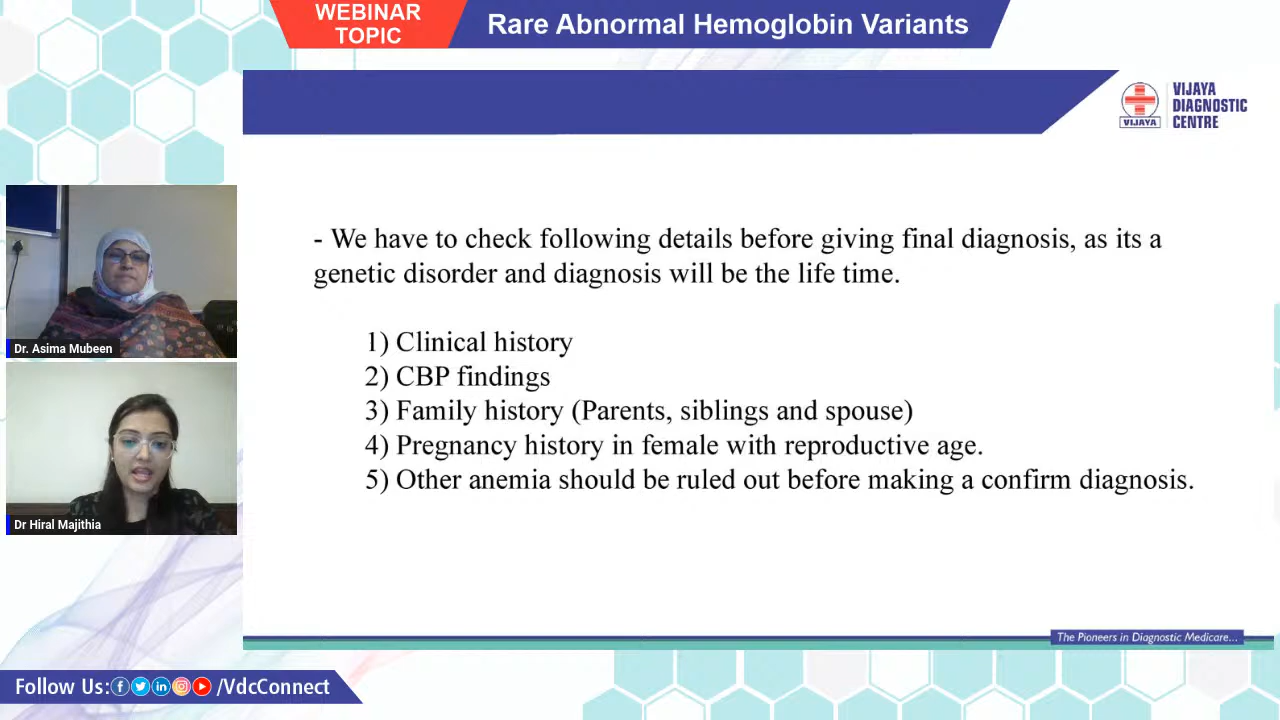 WEBINAR
TOPIC
Rare Abnormal Hemoglobin Variants
VIJAYA
VIJAYA
DIAGNOSTIC
CENTRE
- We have to check following details before giving final diagnosis, as its a
genetic disorder and diagnosis will be the life time.
1) Clinical history
2) CBP findings
3) Family history (Parents, siblings and spouse)
4) Pregnancy history in female with reproductive age.
5) Other anemia should be ruled out before making a confirm diagnosis.
Dr. Asima Mubeen
Dr Hiral Majithia
The Pioneers in Diagnostic Medicare...
Follow Us: /VdcConnect